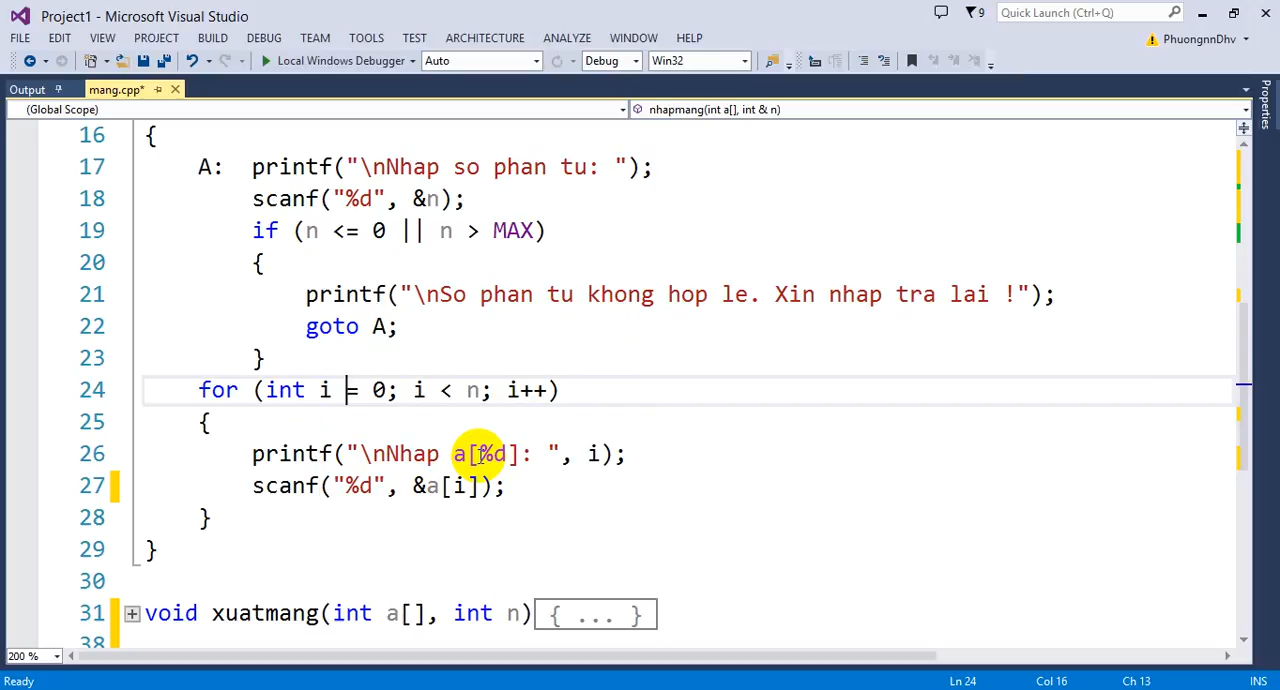 Project1 - Microsoft Visual Studio
9
Quick Launch (Ctrl+Q)
FILE EDIT VIEW PROJECT BUILD DEBUG TEAM TOOLS TEST ARCHITECTURE ANALYZE WINDOW HELP
PhuongnnDhv
Local Windows Debugger Auto Debug Win32
Output mang.cpp*
Properties
(Global Scope) nhapmang(int a[], int & n)
16 {
17 A: printf("\nNhap so phan tu: ");
18 scanf("%d", &n);
19 if (n <= 0 || n > MAX)
20 {
21 printf("\nSo phan tu khong hop le. Xin nhap tra lai !");
22 goto A;
23 }
24 for (int i = 0; i < n; i++)
25 {
26 printf("\nNhap a[%d]: ", i);
27 scanf("%d", &a[i]);
28 }
29 }
30
31 void xuatmang(int a[], int n){ ... }
38
200 %
Ready Ln 24 Col 16 Ch 13 INS